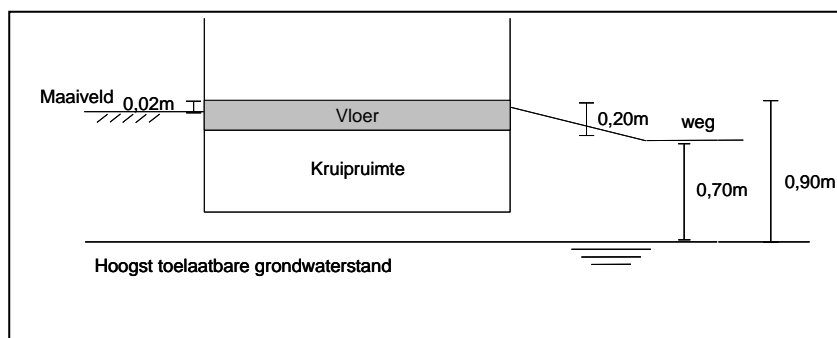 Maaiveld
0,02m
Vloer
0,20m
weg
Kruipruimte
0,70m
0,90m
Hoogst toelaatbare grondwaterstand